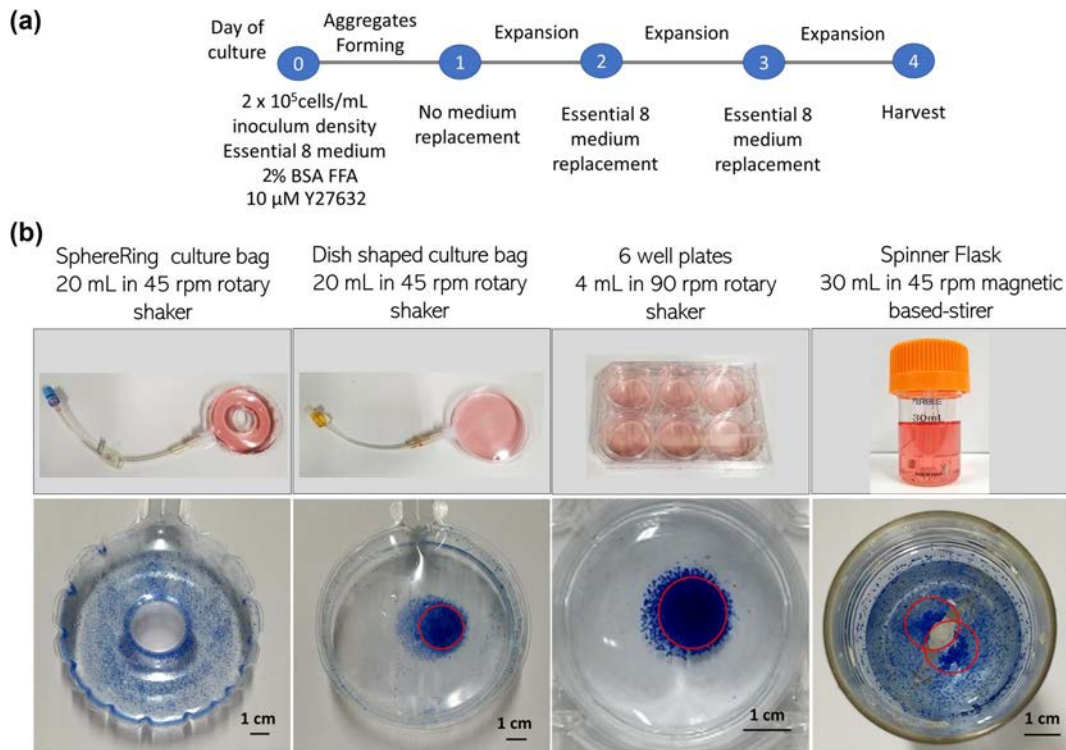 (a)
Day of
culture
Aggregates
Forming
Expansion
Expansion
Expansion
0
1
2
3
4
2 x 10⁵cells/mL
inoculum density
Essential 8 medium
2% BSA FFA
10 µM Y27632
No medium
replacement
Essential 8
medium
replacement
Essential 8
medium
replacement
Harvest
(b)
SphereRing culture bag
20 mL in 45 rpm rotary
shaker
Dish shaped culture bag
20 mL in 45 rpm rotary
shaker
6 well plates
4 mL in 90 rpm rotary
shaker
Spinner Flask
30 mL in 45 rpm magnetic
based-stirer
30mL
1 cm
1 cm
1 cm
1 cm